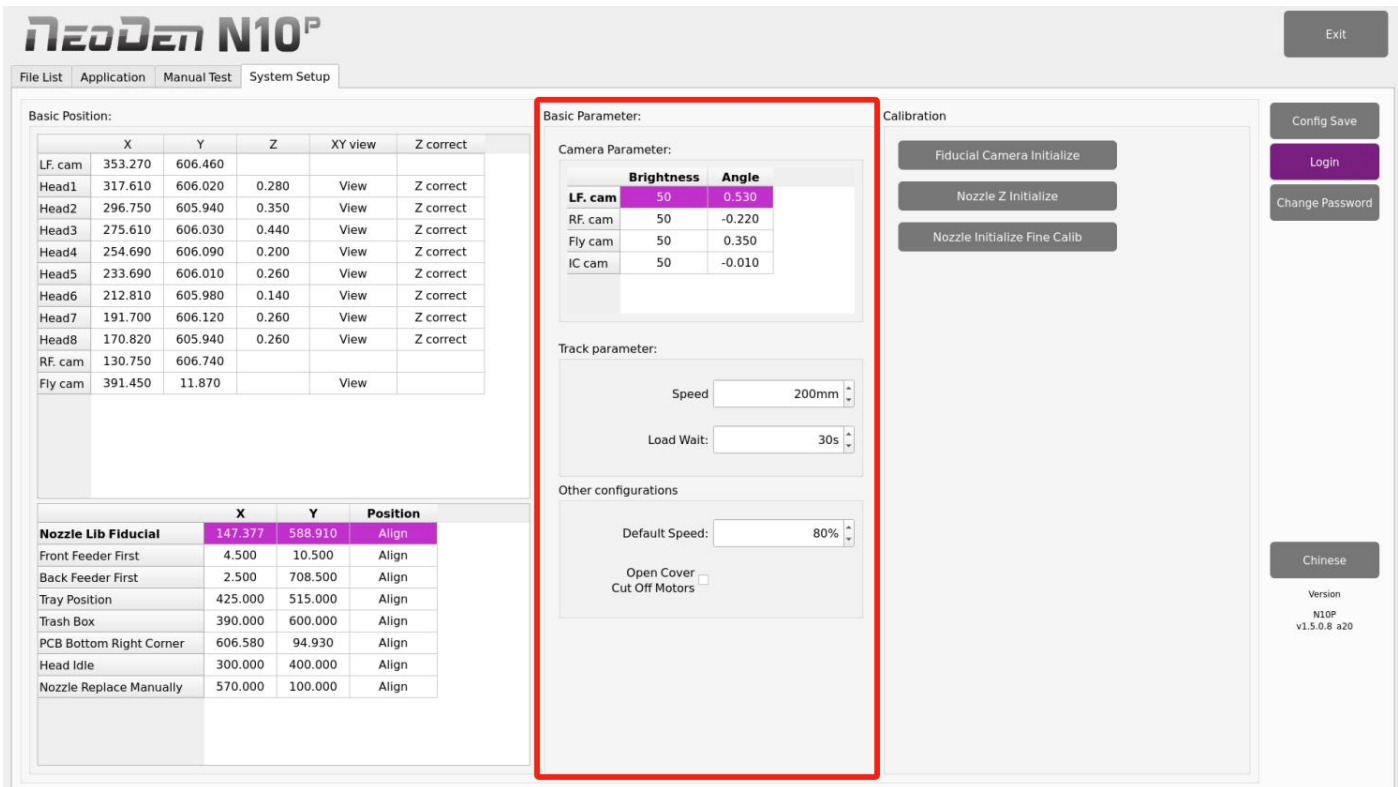 NeoDen N10P
Exit
File List Application Manual Test System Setup
Basic Position:
X Y Z XY view Z correct
LF. cam 353.270 606.460
Head1 317.610 606.020 0.280 View Z correct
Head2 296.750 605.940 0.350 View Z correct
Head3 275.610 606.030 0.440 View Z correct
Head4 254.690 606.090 0.200 View Z correct
Head5 233.690 606.010 0.260 View Z correct
Head6 212.810 605.980 0.140 View Z correct
Head7 191.700 606.120 0.260 View Z correct
Head8 170.820 605.940 0.260 View Z correct
RF. cam 130.750 606.740
Fly cam 391.450 11.870 View
X Y Position
Nozzle Lib Fiducial 147.377 588.910 Align
Front Feeder First 4.500 10.500 Align
Back Feeder First 2.500 708.500 Align
Tray Position 425.000 515.000 Align
Trash Box 390.000 600.000 Align
PCB Bottom Right Corner 606.580 94.930 Align
Head Idle 300.000 400.000 Align
Nozzle Replace Manually 570.000 100.000 Align
Basic Parameter:
Camera Parameter:
Brightness Angle
LF. cam 50 0.530
RF. cam 50 -0.220
Fly cam 50 0.350
IC cam 50 -0.010
Track parameter:
Speed 200mm
Load Wait: 30s
Other configurations
Default Speed: 80%
Open Cover
Cut Off Motors
Calibration
Fiducial Camera Initialize
Nozzle Z Initialize
Nozzle Initialize Fine Calib
Config Save
Login
Change Password
Chinese
Version
N10P
v1.5.0.8 a20